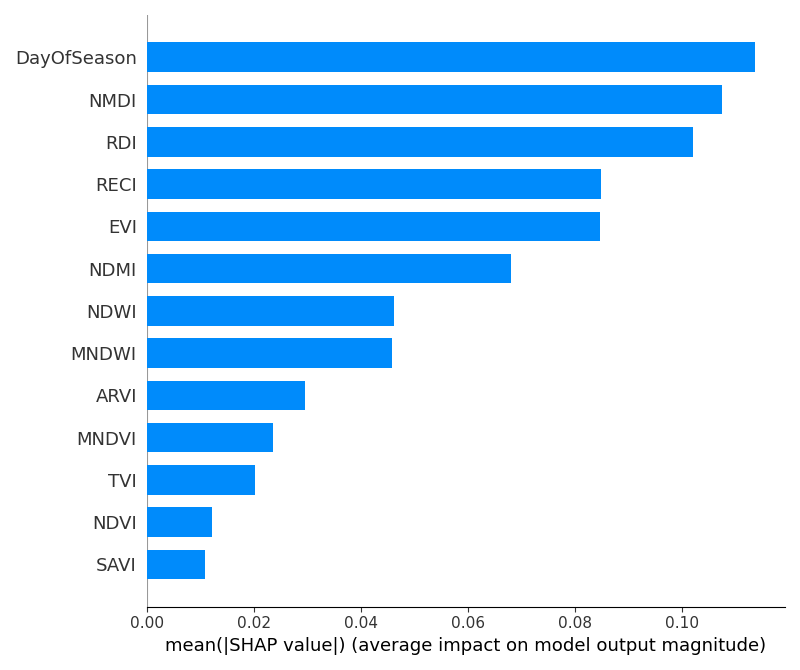 DayOfSeason
NMDI
RDI
RECI
EVI
NDMI
NDWI
MNDWI
ARVI
MNDVI
TVI
NDVI
SAVI
0.00 0.02 0.04 0.06 0.08 0.10
mean(|SHAP value|) (average impact on model output magnitude)